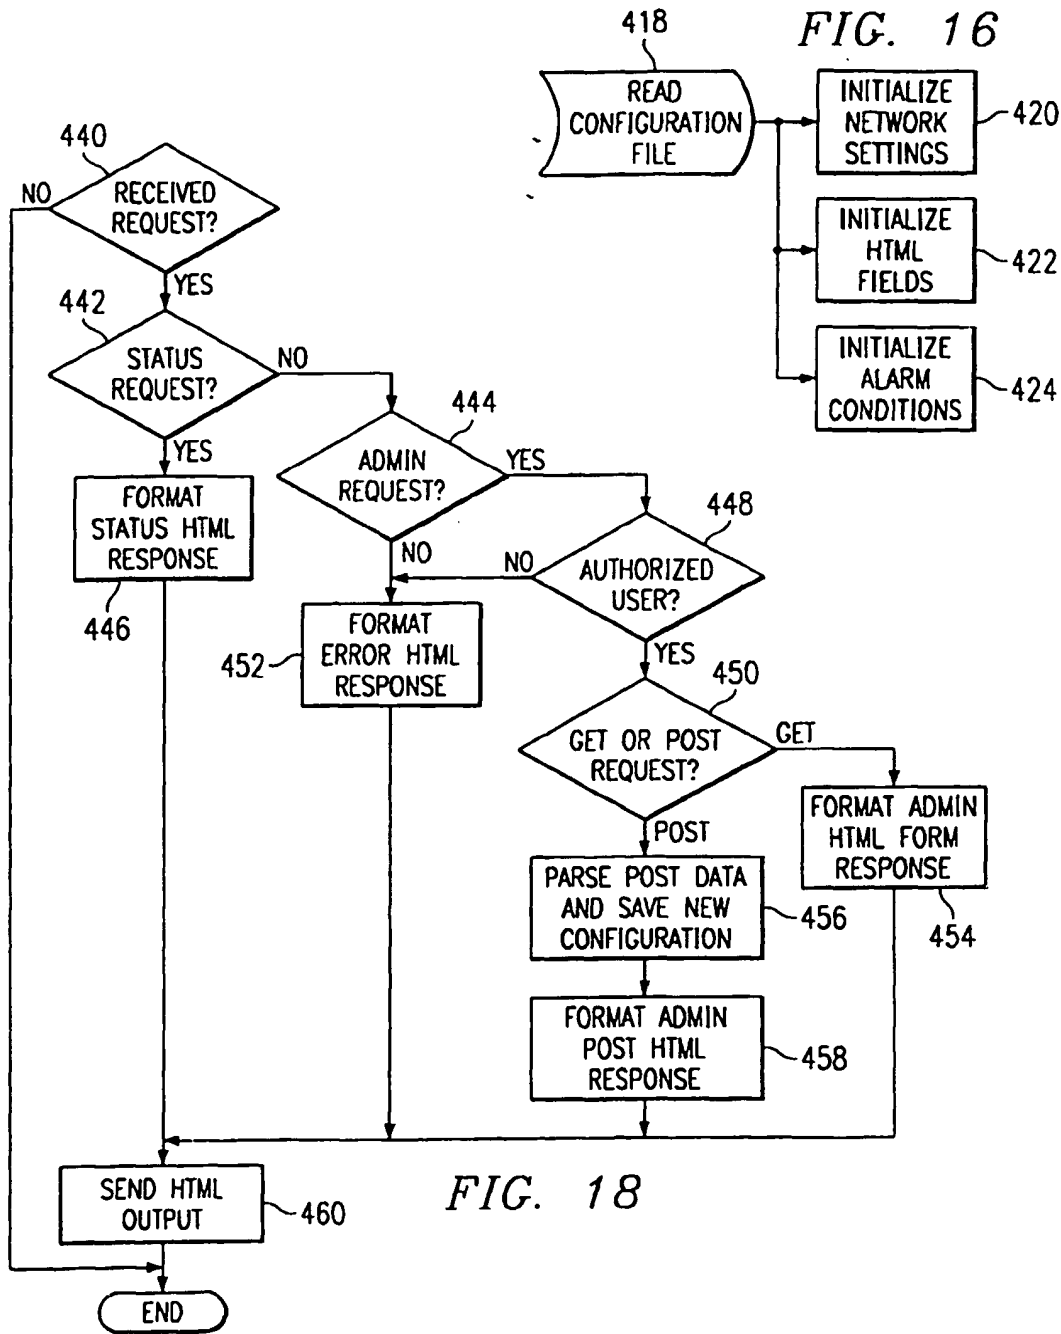 FIG. 16
418
READ
CONFIGURATION
FILE
INITIALIZE
NETWORK
SETTINGS
420
INITIALIZE
HTML
FIELDS
422
INITIALIZE
ALARM
CONDITIONS
424
440
NO
RECEIVED
REQUEST?
YES
442
STATUS
REQUEST?
NO
YES
444
ADMIN
REQUEST?
YES
NO
FORMAT
STATUS HTML
RESPONSE
446
448
AUTHORIZED
USER?
NO
YES
FORMAT
ERROR HTML
RESPONSE
452
450
GET OR POST
REQUEST?
GET
POST
FORMAT ADMIN
HTML FORM
RESPONSE
454
PARSE POST DATA
AND SAVE NEW
CONFIGURATION
456
FORMAT ADMIN
POST HTML
RESPONSE
458
SEND HTML
OUTPUT
460
FIG. 18
END